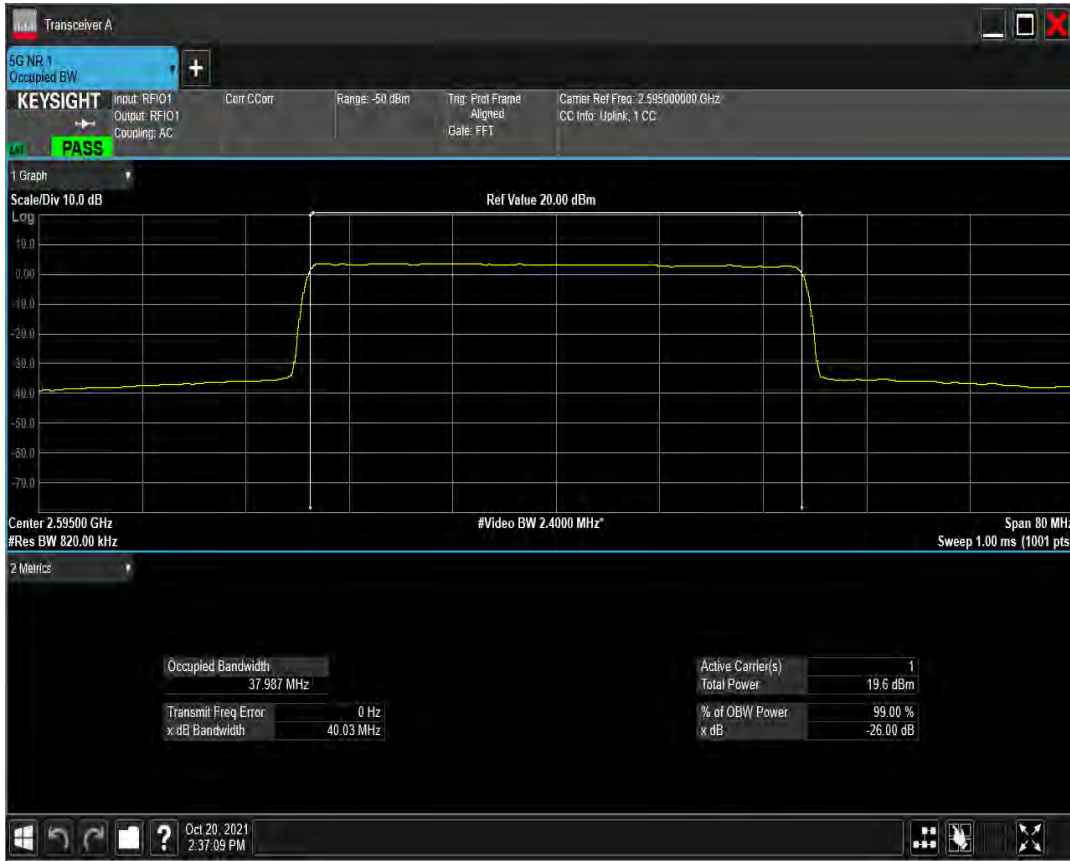 Transceiver A
5G NR 1
Occupied BW
+
KEYSIGHT
Input: RFIO1
Output: RFIO1
Coupling: AC
Corr CCorr
Range: -50 dBm
Trig: Prot Frame
Aligned
Gate: FFT
Carrier Ref Freq: 2.595000000 GHz
CC Info: Uplink, 1 CC
PASS
1 Graph
Scale/Div 10.0 dB
Ref Value 20.00 dBm
Log
10.0
0.00
-10.0
-20.0
-30.0
-40.0
-50.0
-60.0
-70.0
Center 2.59500 GHz
#Video BW 2.4000 MHz*
Span 80 MHz
#Res BW 820.00 kHz
Sweep 1.00 ms (1001 pts
2 Metrics
Occupied Bandwidth
37.987 MHz
Transmit Freq Error 0 Hz
x dB Bandwidth 40.03 MHz
Active Carrier(s) 1
Total Power 19.6 dBm
% of OBW Power 99.00 %
x dB -26.00 dB
?
Oct 20, 2021
2:37:09 PM